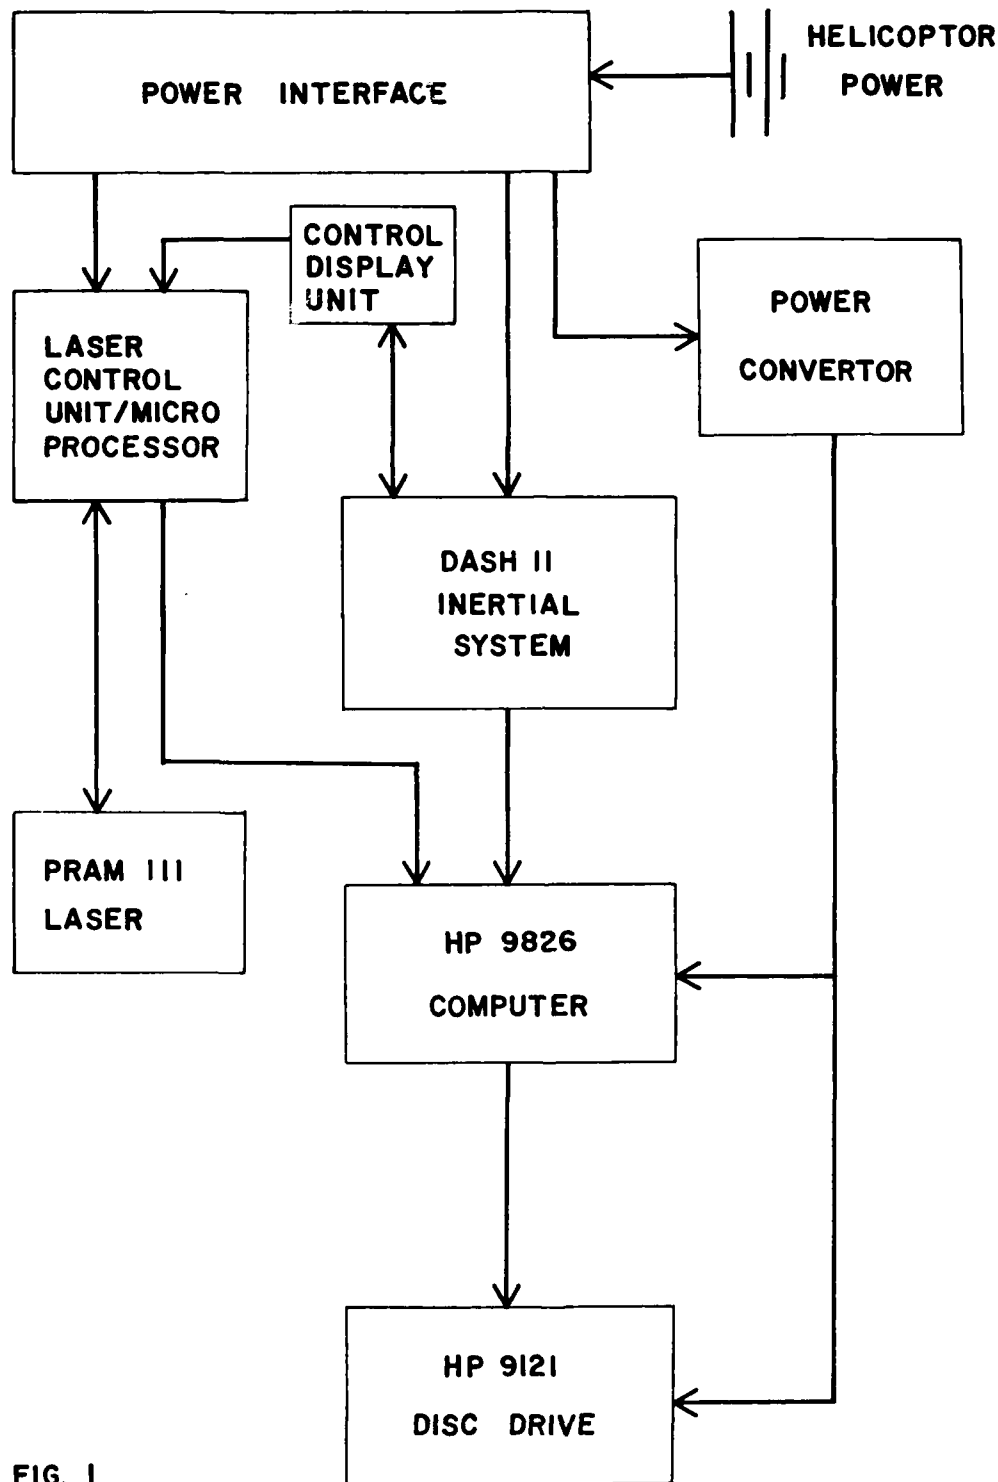 POWER INTERFACE
HELICOPTOR
POWER
CONTROL
DISPLAY
UNIT
POWER
CONVERTOR
LASER
CONTROL
UNIT/MICRO
PROCESSOR
DASH II
INERTIAL
SYSTEM
PRAM III
LASER
HP 9826
COMPUTER
HP 9121
DISC DRIVE
FIG. 1